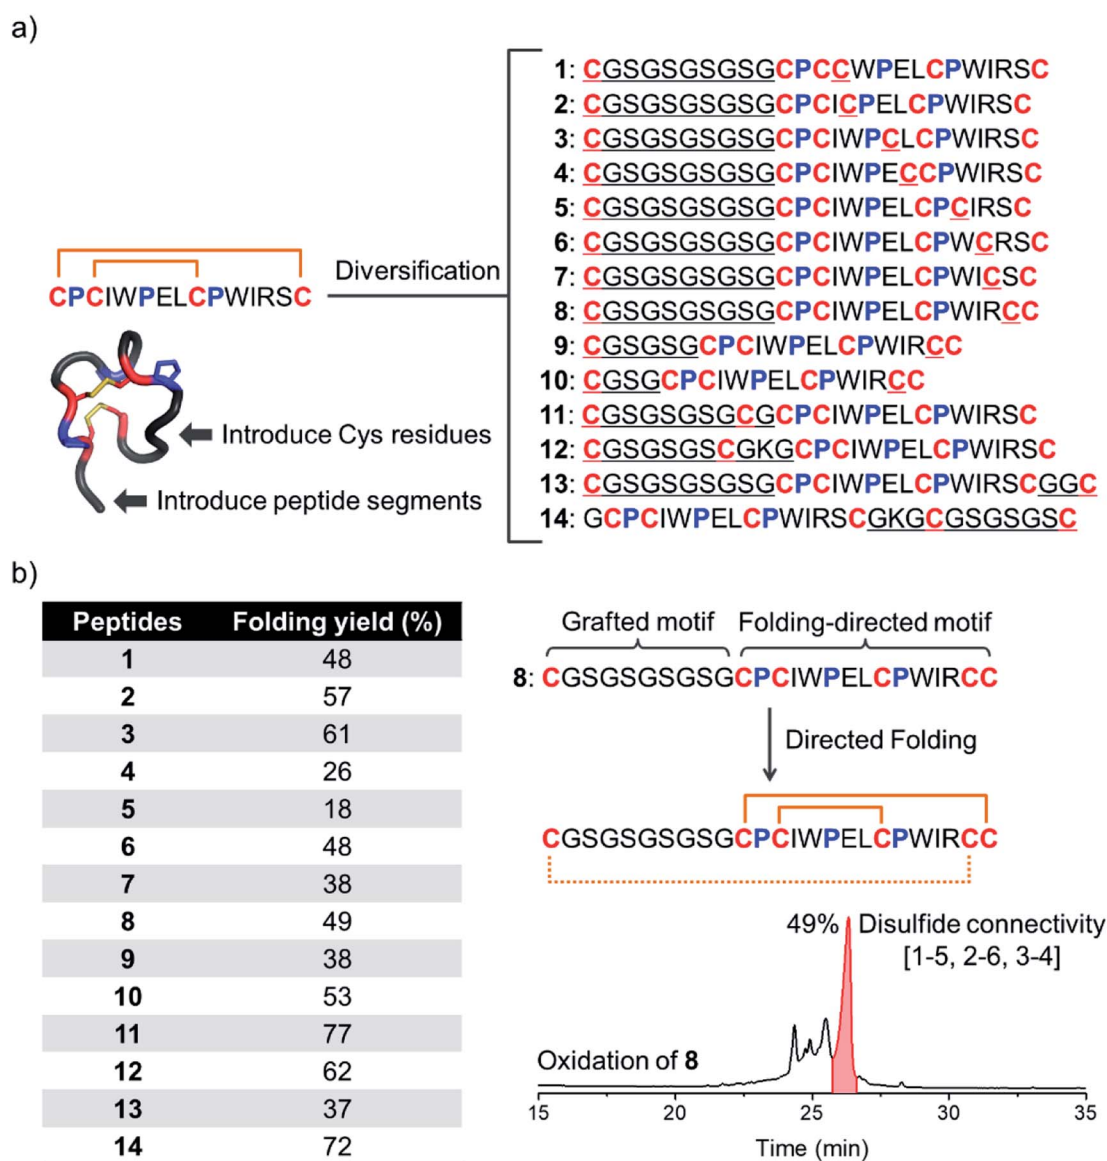 a)
1: CGSGSGSGSGCPCCWPELCPWIRSC
2: CGSGSGSGSGCPCICPELCPWIRSC
3: CGSGSGSGSGCPCIWPCLCPWIRSC
4: CGSGSGSGSGCPCIWPECCPWIRSC
5: CGSGSGSGSGCPCIWPELCPCIRSC
6: CGSGSGSGSGCPCIWPELCPWCRSC
7: CGSGSGSGSGCPCIWPELCPWICSC
8: CGSGSGSGSGCPCIWPELCPWIRCC
9: CGSGSGCPCIWPELCPWIRCC
10: CGSGCPCIWPELCPWIRCC
11: CGSGSGSGCGCPCIWPELCPWIRSC
12: CGSGSGSCGKGCPCIWPELCPWIRSC
13: CGSGSGSGSGCPCIWPELCPWIRSCGGC
14: GCPCIWPELCPWIRSCGKGCGSGSGSC
CPCIWPELCPWIRSC
Diversification
Introduce Cys residues
Introduce peptide segments
b)
Peptides Folding yield (%)
1 48
2 57
3 61
4 26
5 18
6 48
7 38
8 49
9 38
10 53
11 77
12 62
13 37
14 72
Grafted motif Folding-directed motif
8: CGSGSGSGSGCPCIWPELCPWIRCC
Directed Folding
CGSGSGSGSGCPCIWPELCPWIRCC
49% Disulfide connectivity
[1-5, 2-6, 3-4]
Oxidation of 8
15 20 25 30 35
Time (min)